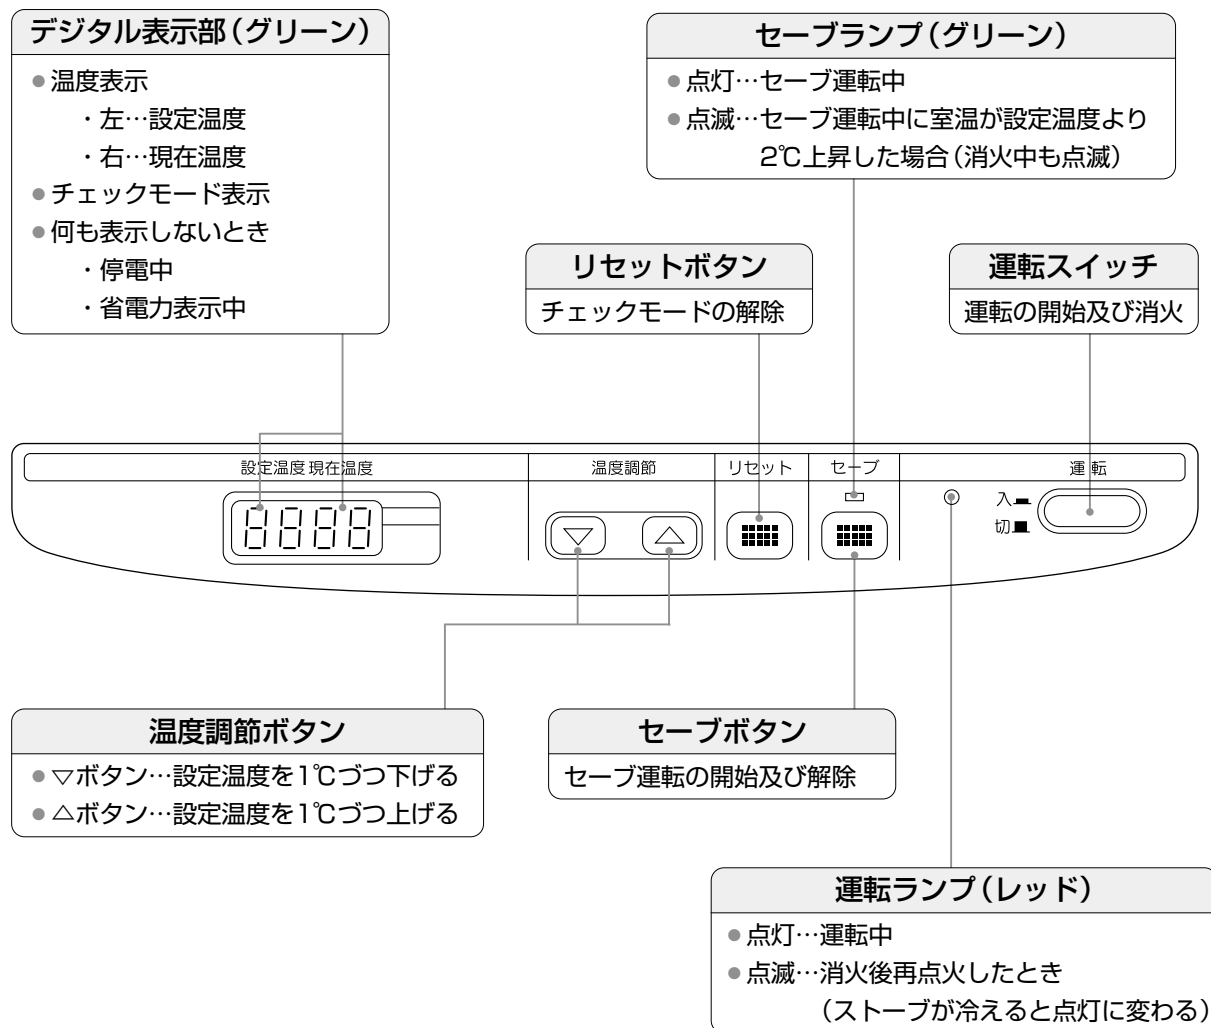 デジタル表示部(グリーン)
●温度表示
・左…設定温度
・右…現在温度
●チェックモード表示
●何も表示しないとき
・停電中
・省電力表示中
セーブランプ(グリーン)
●点灯…セーブ運転中
●点滅…セーブ運転中に室温が設定温度より
2℃上昇した場合(消火中も点滅)
リセットボタン
チェックモードの解除
運転スイッチ
運転の開始及び消火
設定温度 現在温度
温度調節
リセット
セーブ
運転
8888
▽
△
入
切
温度調節ボタン
●▽ボタン…設定温度を1℃づつ下げる
●△ボタン…設定温度を1℃づつ上げる
セーブボタン
セーブ運転の開始及び解除
運転ランプ(レッド)
●点灯…運転中
●点滅…消火後再点火したとき
(ストーブが冷えると点灯に変わる)